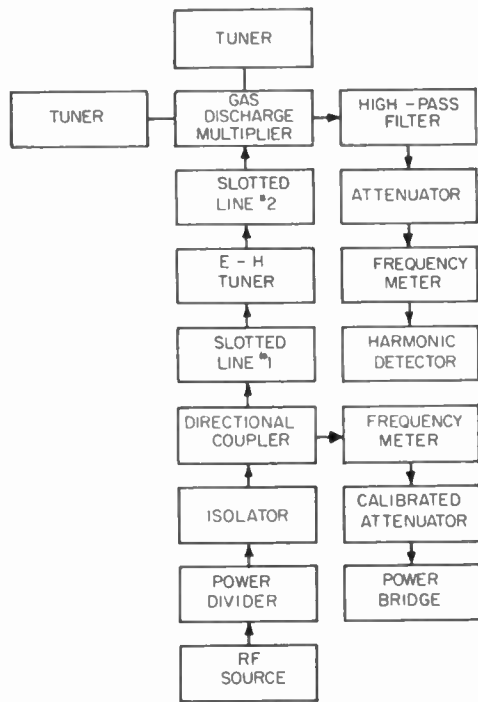 TUNER
TUNER
GAS
DISCHARGE
MULTIPLIER
HIGH-PASS
FILTER
SLOTTED
LINE #2
ATTENUATOR
E-H
TUNER
FREQUENCY
METER
SLOTTED
LINE #1
HARMONIC
DETECTOR
DIRECTIONAL
COUPLER
FREQUENCY
METER
ISOLATOR
CALIBRATED
ATTENUATOR
POWER
DIVIDER
POWER
BRIDGE
RF
SOURCE